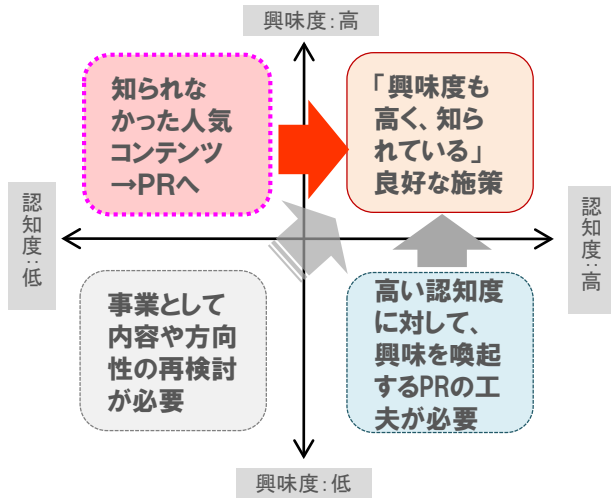 興味度:高
知られな
かった人気
コンテンツ
→PRへ
「興味度も
高く、知ら
れている」
良好な施策
認知度:低
認知度:高
事業として
内容や方向
性の再検討
が必要
高い認知度
に対して、
興味を喚起
するPRの工
夫が必要
興味度:低